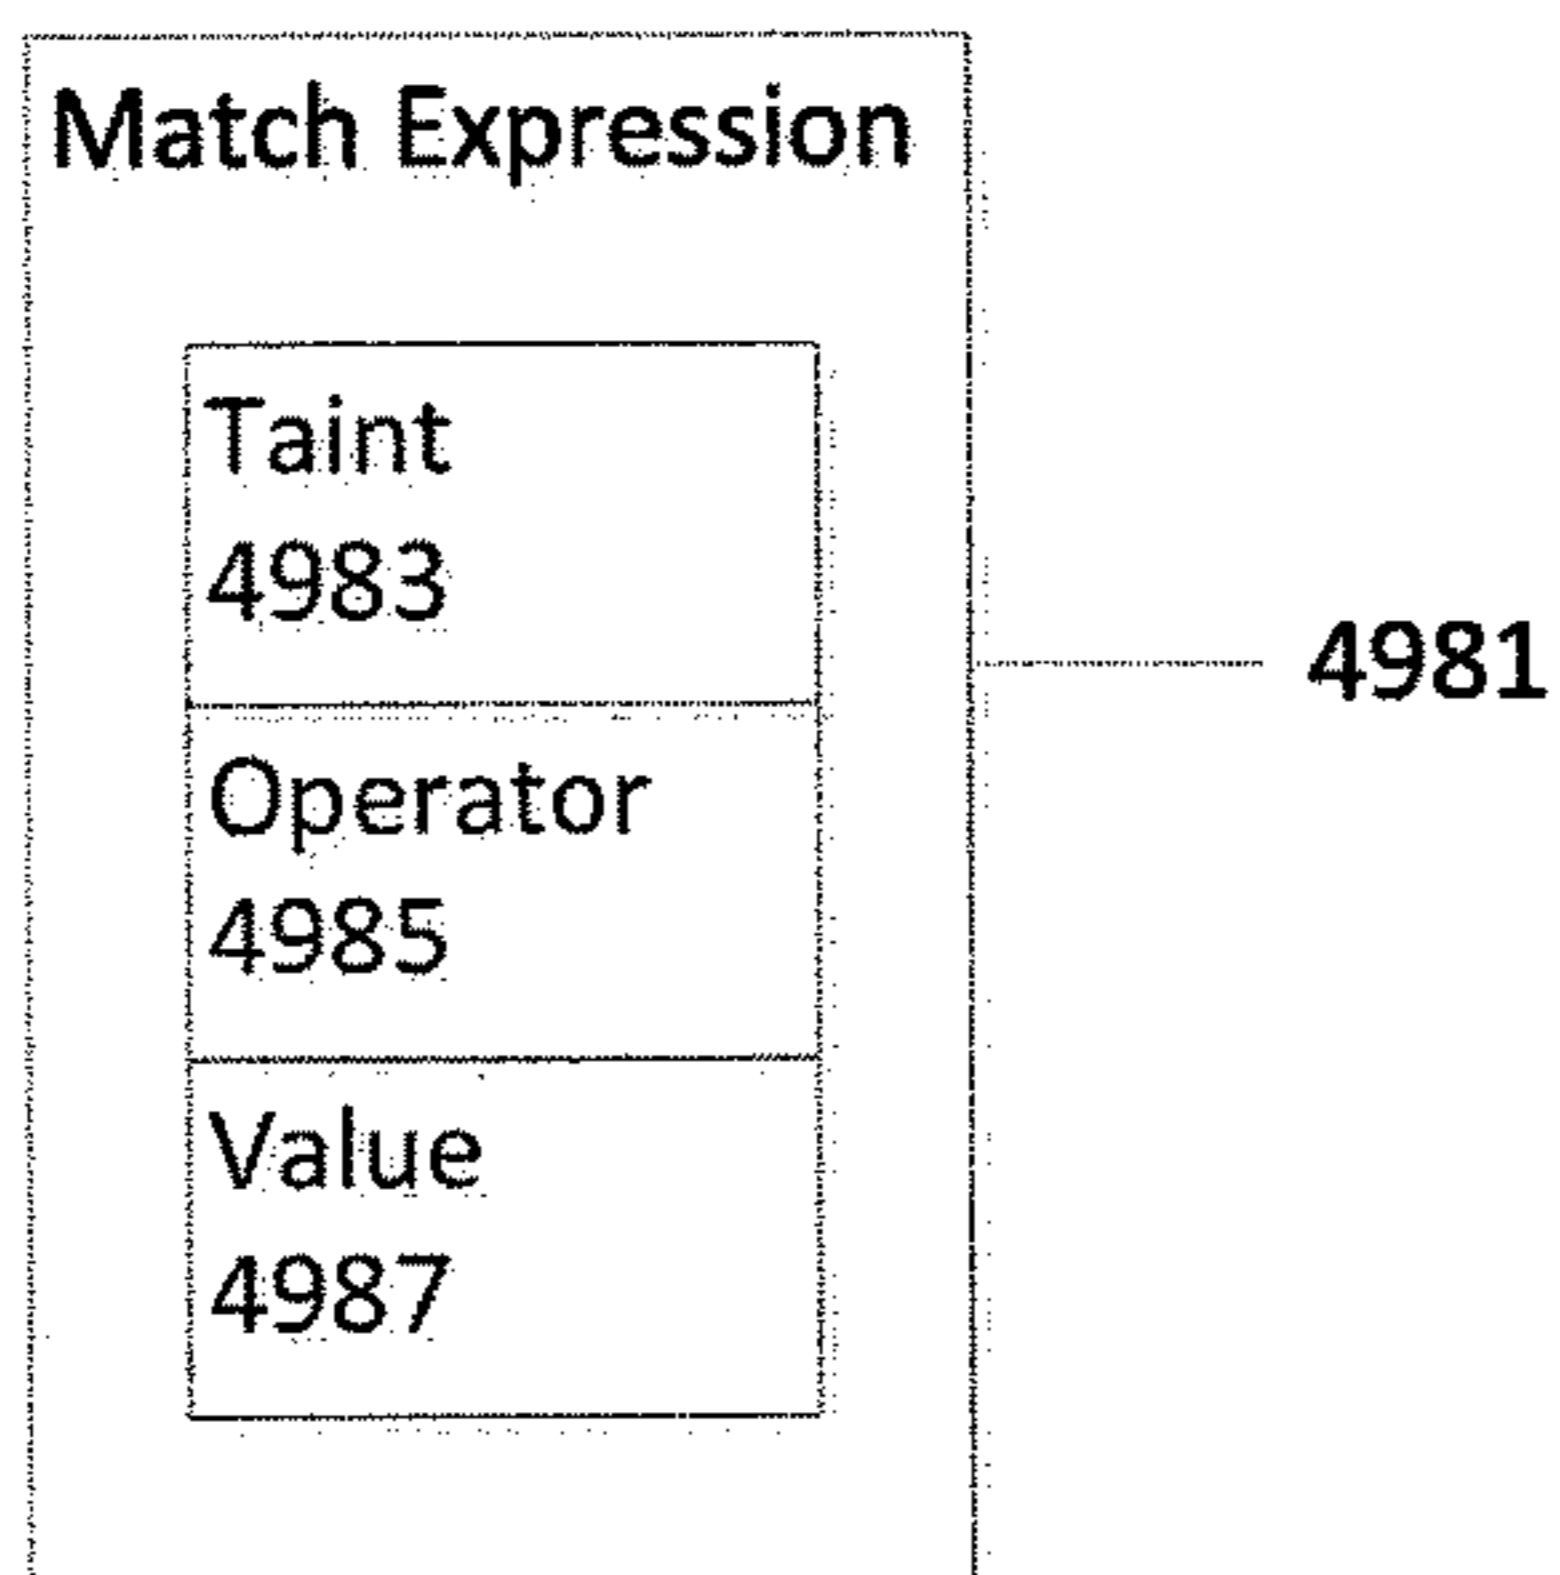 Match Expression
Taint
4983
4981
Operator
4985
Value
4987